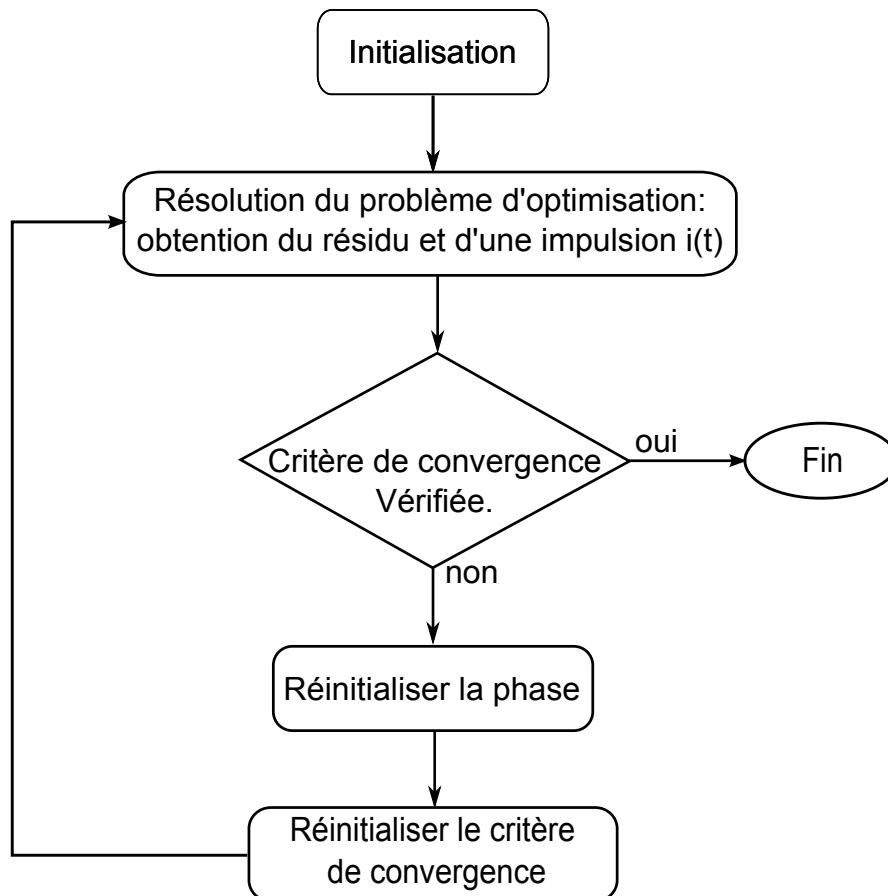 Initialisation
Résolution du problème d'optimisation:
obtention du résidu et d'une impulsion i(t)
Critère de convergence
Vérifiée.
oui
Fin
non
Réinitialiser la phase
Réinitialiser le critère
de convergence